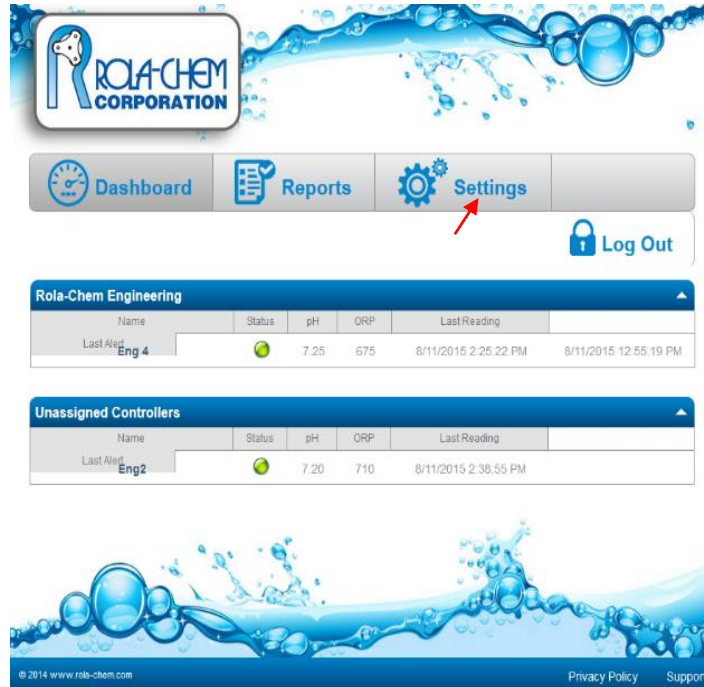 ROLA-CHEM
CORPORATION
Dashboard Reports Settings
Log Out
Rola-Chem Engineering
Name Status pH ORP Last Reading
Last Aled
Eng 4 7.25 675 8/11/2015 2:25:22 PM 8/11/2015 12:55:19 PM
Unassigned Controllers
Name Status pH ORP Last Reading
Last Aled
Eng2 7.20 710 8/11/2015 2:38:55 PM
© 2014 www.rola-chem.com Privacy Policy Suppor